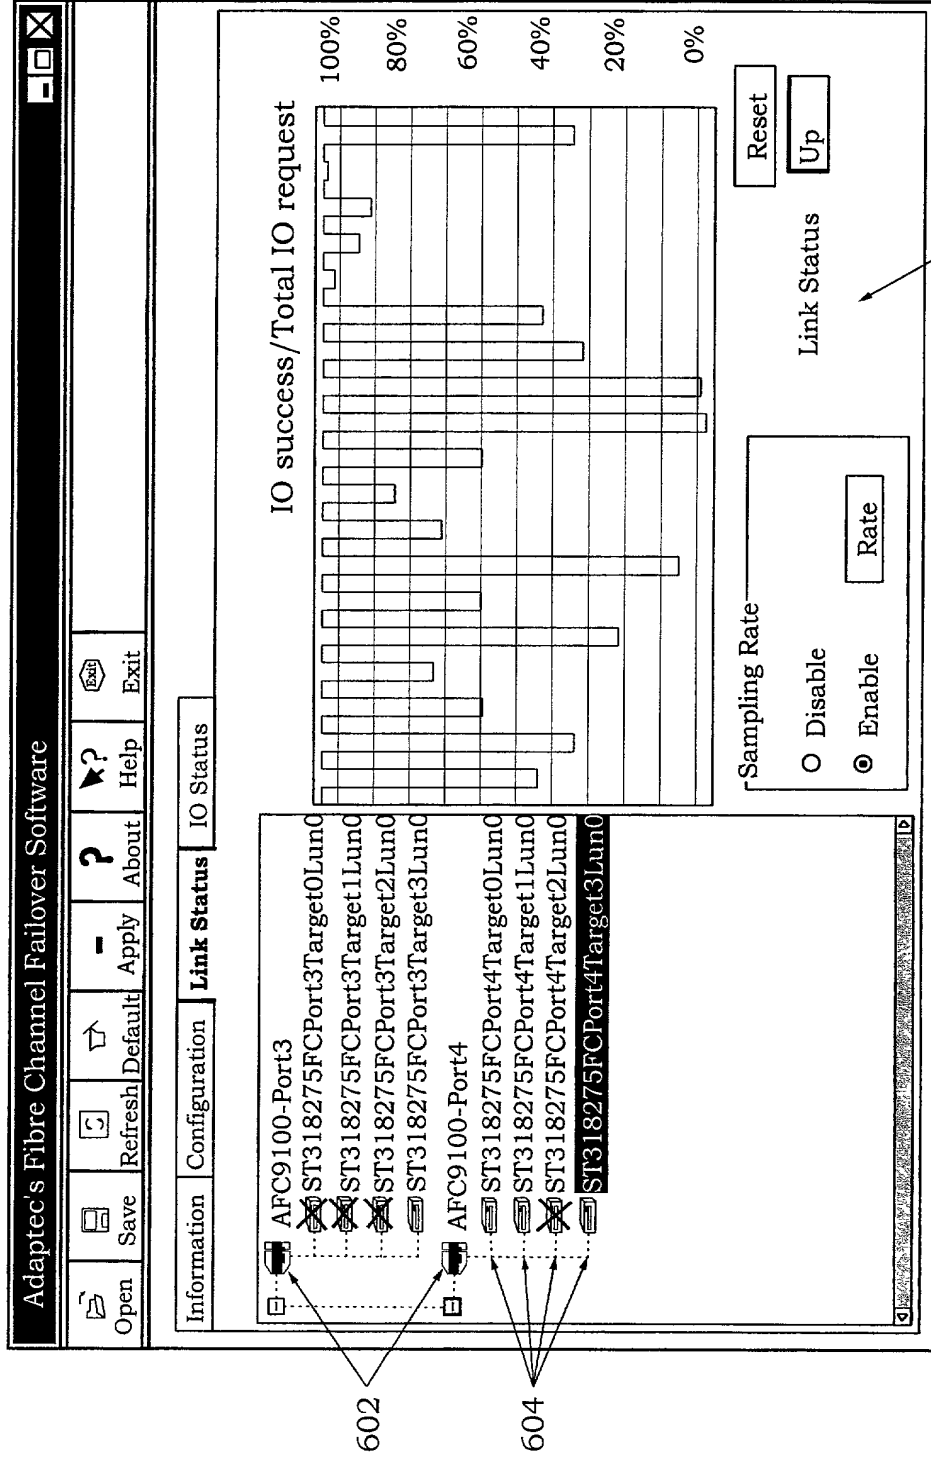 Adaptec's Fibre Channel Failover Software
Open
Save
Refresh
Default
Apply
About
Help
Exit
Exit
Information
Configuration
Link Status
IO Status
AFC9100-Port3
ST318275FCPort3Target0Lun0
ST318275FCPort3Target1Lun0
ST318275FCPort3Target2Lun0
ST318275FCPort3Target3Lun0
AFC9100-Port4
ST318275FCPort4Target0Lun0
ST318275FCPort4Target1Lun0
ST318275FCPort4Target2Lun0
ST318275FCPort4Target3Lun0
602
604
IO success/Total IO request
100%
80%
60%
40%
20%
0%
Sampling Rate
Disable
Enable
Rate
Reset
Link Status
Up